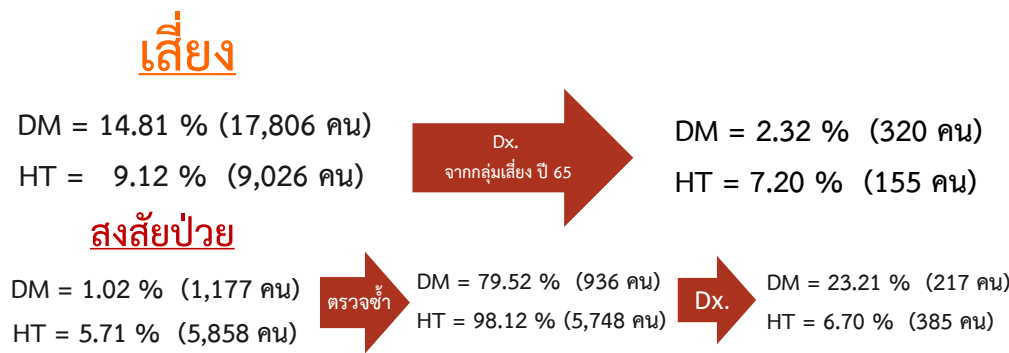 เสี่ยง
DM = 14.81 % (17,806 คน)
HT = 9.12 % (9,026 คน)
Dx.
จากกลุ่มเสี่ยง ปี 65
DM = 2.32 % (320 คน)
HT = 7.20 % (155 คน)
สงสัยป่วย
DM = 1.02 % (1,177 คน)
HT = 5.71 % (5,858 คน)
ตรวจซ้ำ
DM = 79.52 % (936 คน)
HT = 98.12 % (5,748 คน)
Dx.
DM = 23.21 % (217 คน)
HT = 6.70 % (385 คน)